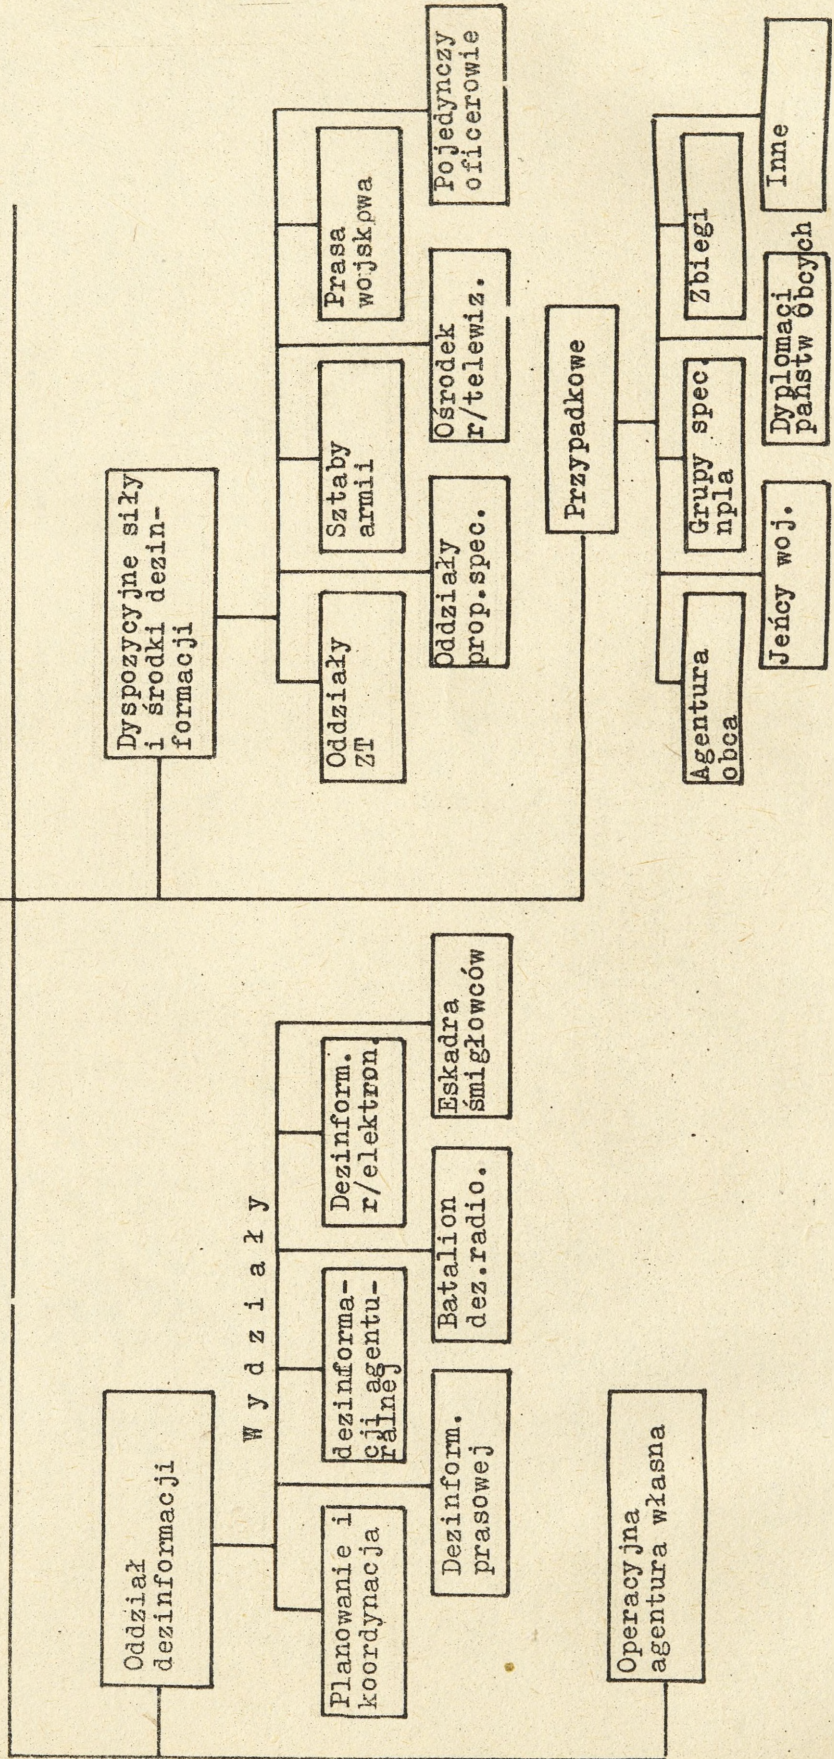 Oddział
dezinformacji
W y d z i a ł y
Planowanie i
koordynacja
dezinforma-
cji agentu-
ralnej
Dezinform.
r/elektron.
Dezinform.
prasowej
Batalion
dez.radio.
Eskadra
śmigłowców
Operacyjna
agentura własna
Dyspozycyjne siły
i środki dezin-
formacji
Oddziały
ZT
Sztaby
armii
Prasa
wojskowa
Oddziały
prop.spec.
Ośrodek
r/telewiz.
Pojedynczy
oficerowie
Przypadkowe
Agentura
obca
Grupy spec.
npla
Zbiegi
Jeńcy woj.
Dyplomaci
państw obcych
Inne